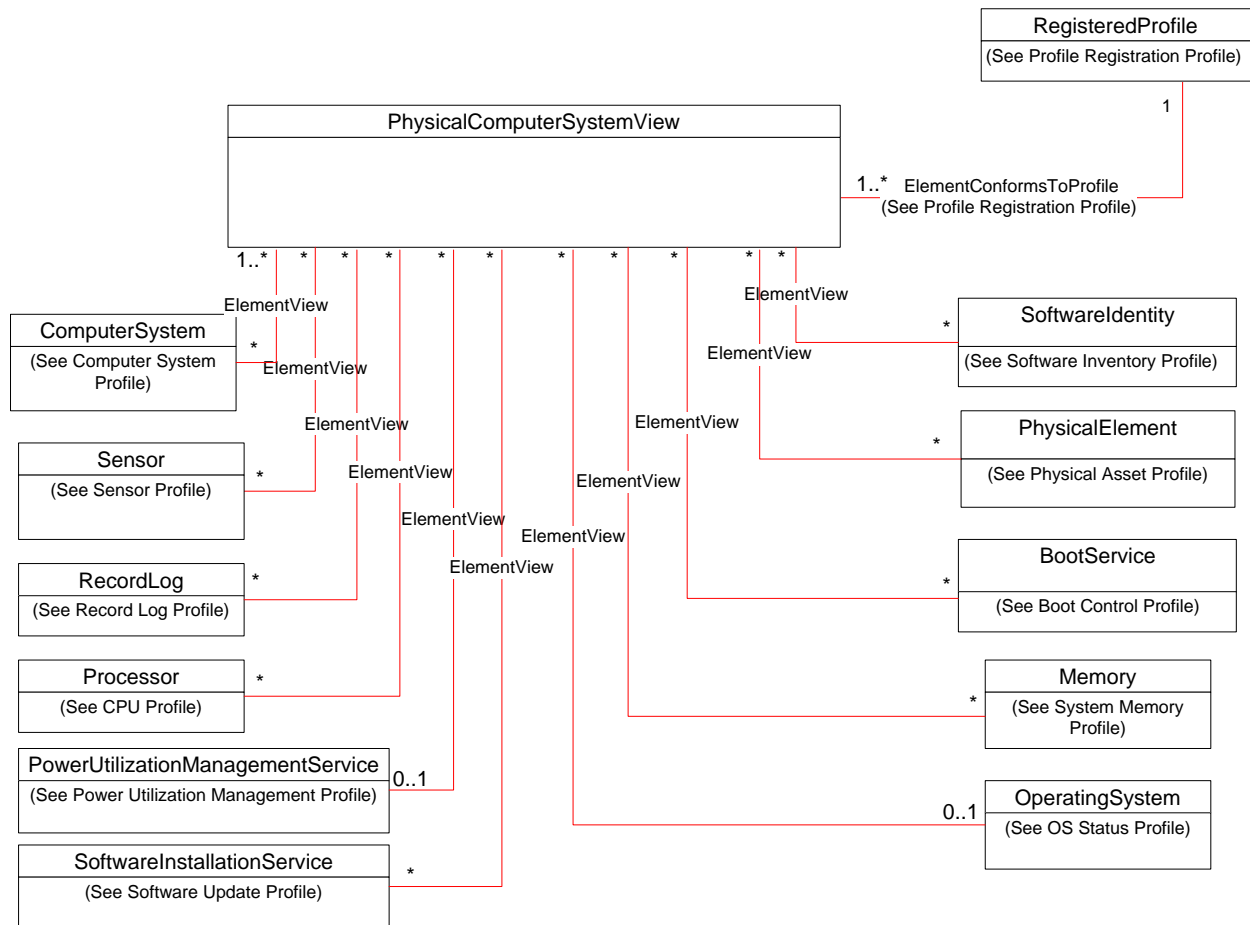 RegisteredProfile
(See Profile Registration Profile)
1
PhysicalComputerSystemView
1..*
ElementConformsToProfile
(See Profile Registration Profile)
1..*
*
*
*
*
*
*
*
*
*
*
ElementView
ComputerSystem
(See Computer System
Profile)
*
ElementView
Sensor
(See Sensor Profile)
*
ElementView
RecordLog
(See Record Log Profile)
*
ElementView
Processor
(See CPU Profile)
*
ElementView
PowerUtilizationManagementService
(See Power Utilization Management Profile)
0..1
ElementView
SoftwareInstallationService
(See Software Update Profile)
*
ElementView
SoftwareIdentity
(See Software Inventory Profile)
*
ElementView
PhysicalElement
(See Physical Asset Profile)
*
ElementView
BootService
(See Boot Control Profile)
*
ElementView
Memory
(See System Memory
Profile)
*
ElementView
OperatingSystem
(See OS Status Profile)
0..1